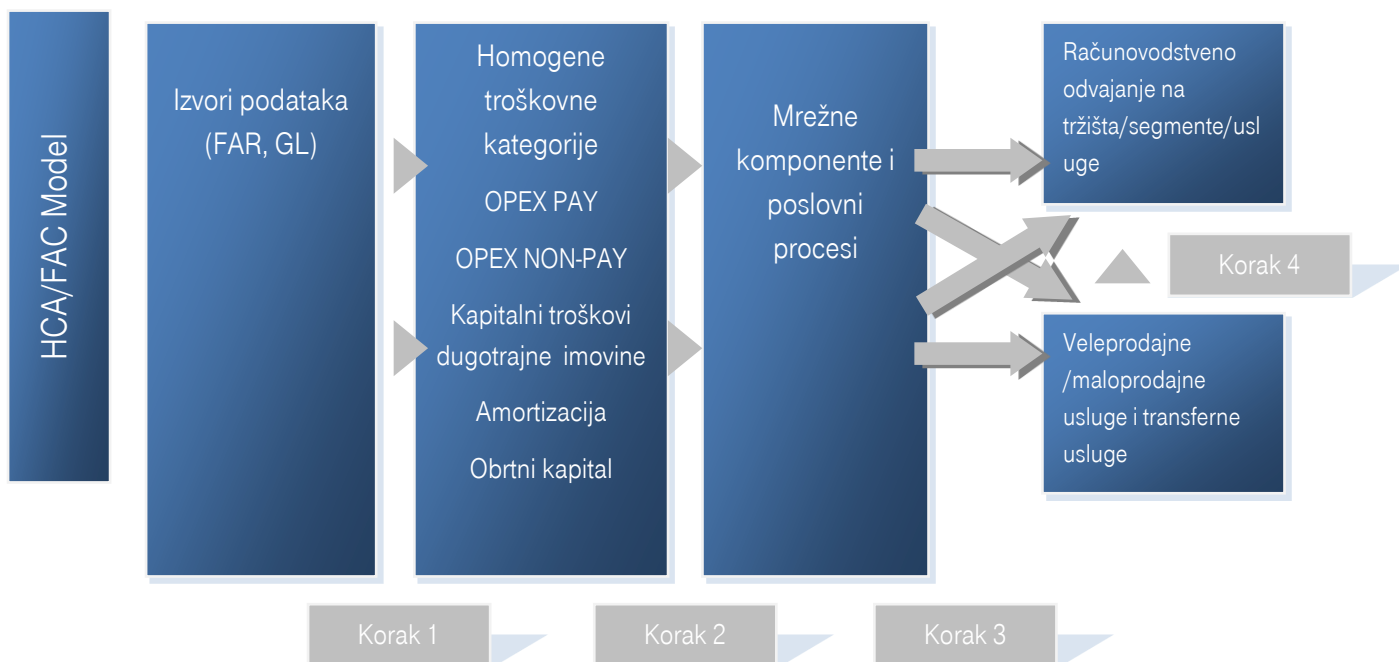 HCA/FAC Model
Izvori podataka
(FAR, GL)
Homogene
troškovne
kategorije
OPEX PAY
OPEX NON-PAY
Kapitalni troškovi
dugotrajne imovine
Amortizacija
Obrtni kapital
Mrežne
komponente i
poslovni
procesi
Računovodstveno
odvajanje na
tržišta/segmente/usl
uge
Korak 4
Veleprodajne
/maloprodajne
usluge i transferne
usluge
Korak 1
Korak 2
Korak 3